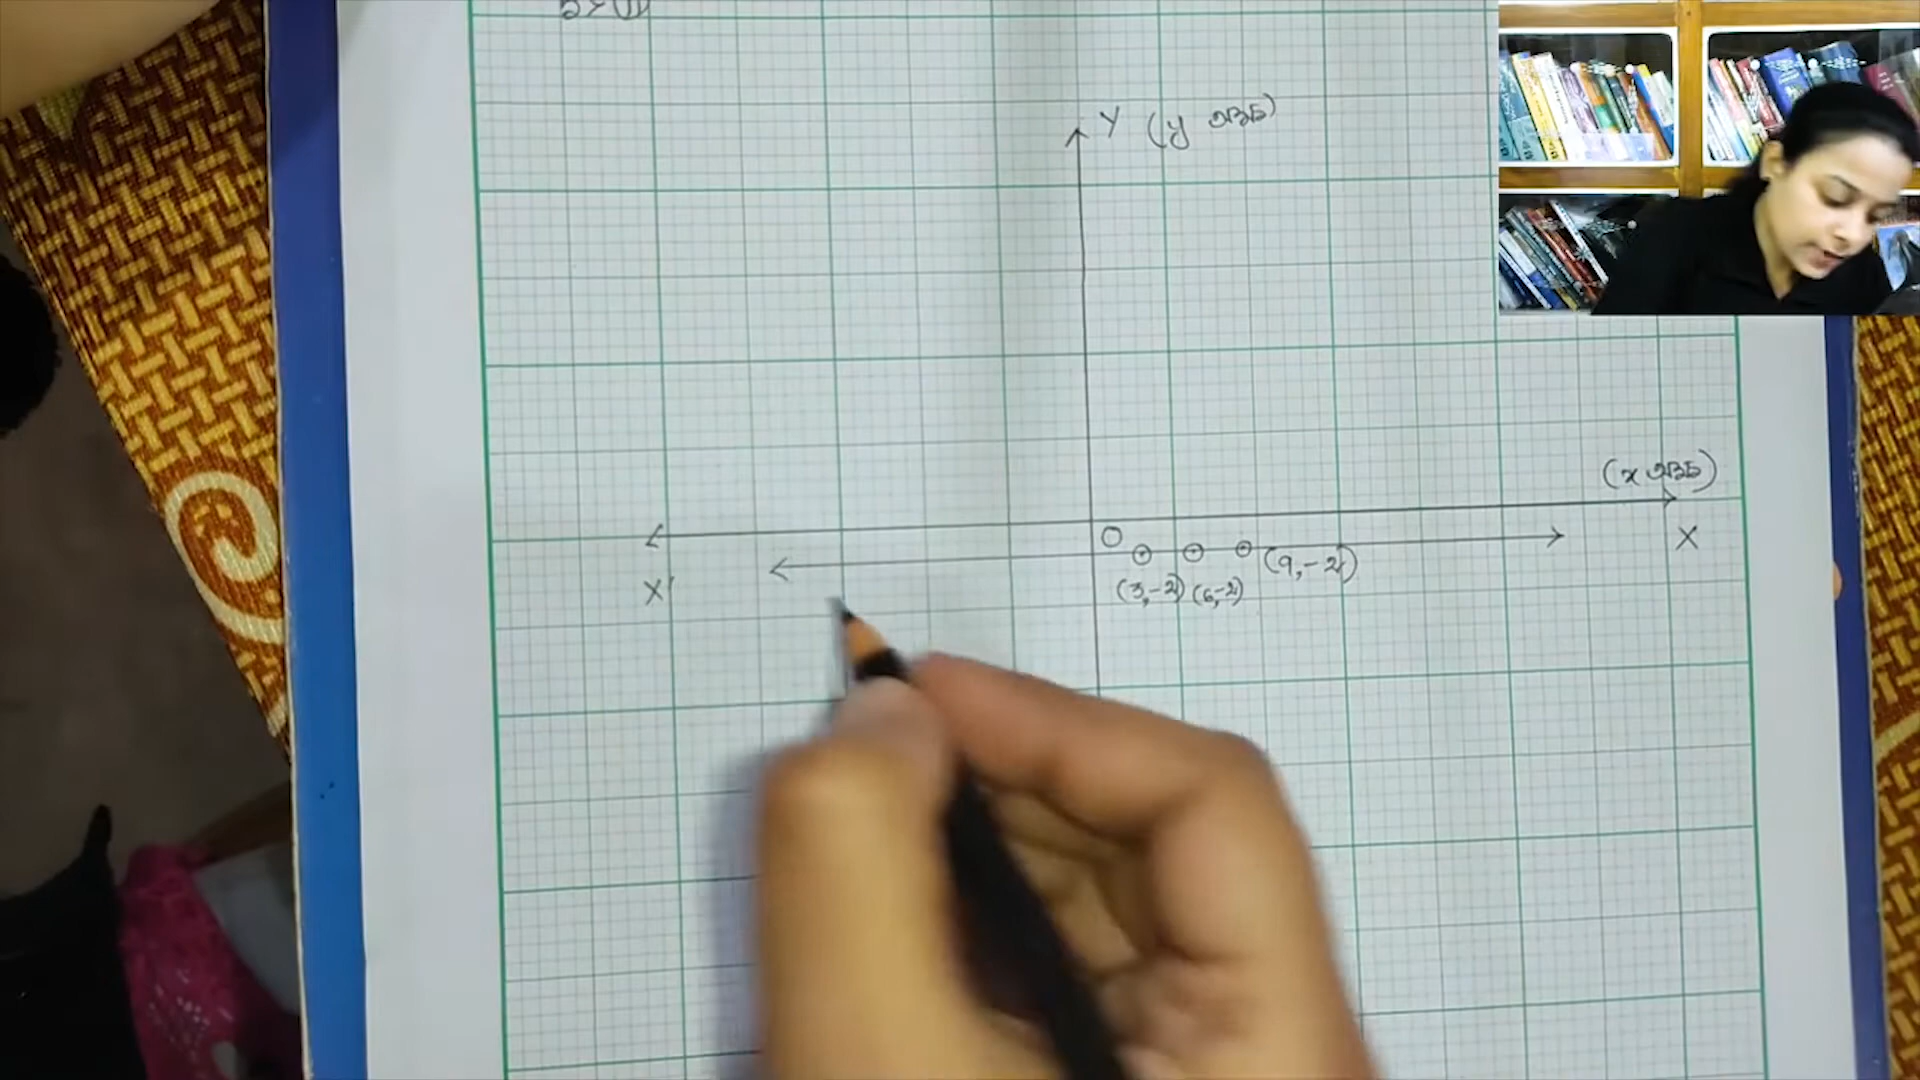 Y (y অক্ষ)
(x অক্ষ)
O
X
(9,-2)
X'
(3,-2) (6,-2)